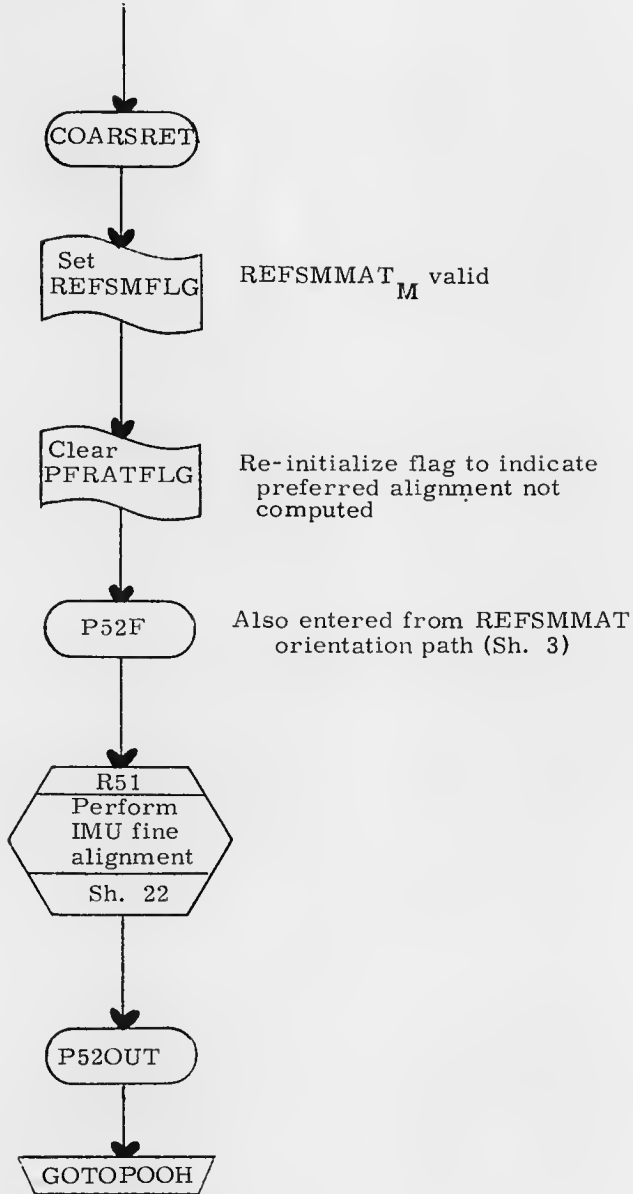 COARSRET
Set
REFSMFLG
REFSMMAT
M
valid
Clear
PFRATFLG
Re-initialize flag to indicate
preferred alignment not
computed
P52F
Also entered from REFSMMAT
orientation path (Sh. 3)
R51
Perform
IMU fine
alignment
Sh. 22
P52OUT
GOTOPOOH